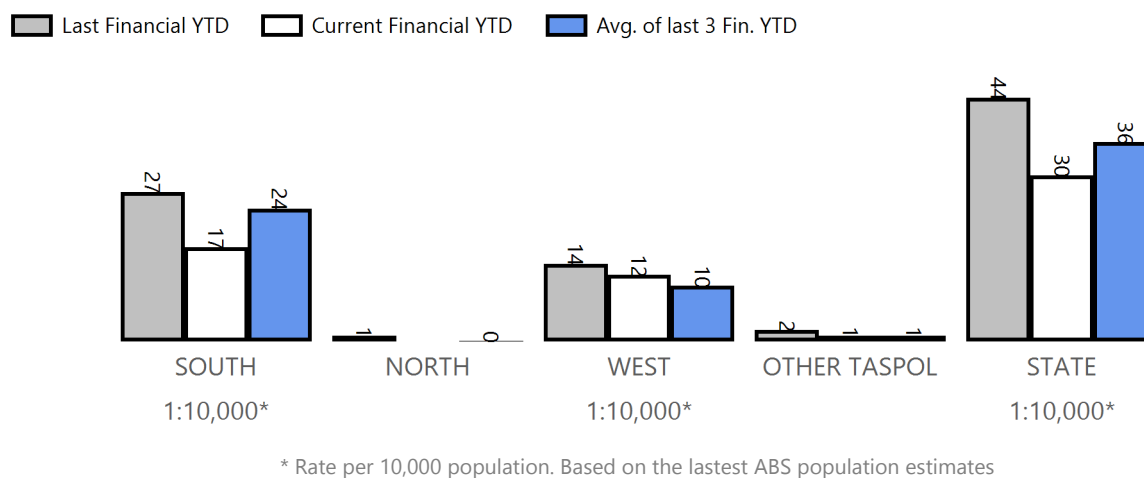 Last Financial YTD Current Financial YTD Avg. of last 3 Fin. YTD
27 17 24 1 0 14 12 10 2 1 1 44 30 36
SOUTH NORTH WEST OTHER TASPOL STATE
1:10,000* 1:10,000* 1:10,000*
* Rate per 10,000 population. Based on the lastest ABS population estimates